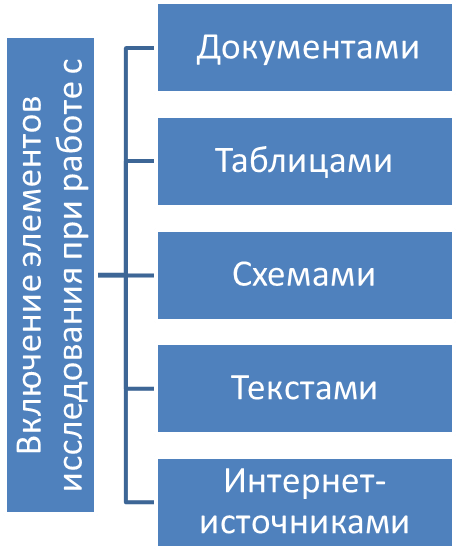 Включение элементов
исследования при работе с
Документами
Таблицами
Схемами
Текстами
Интернет-
источниками